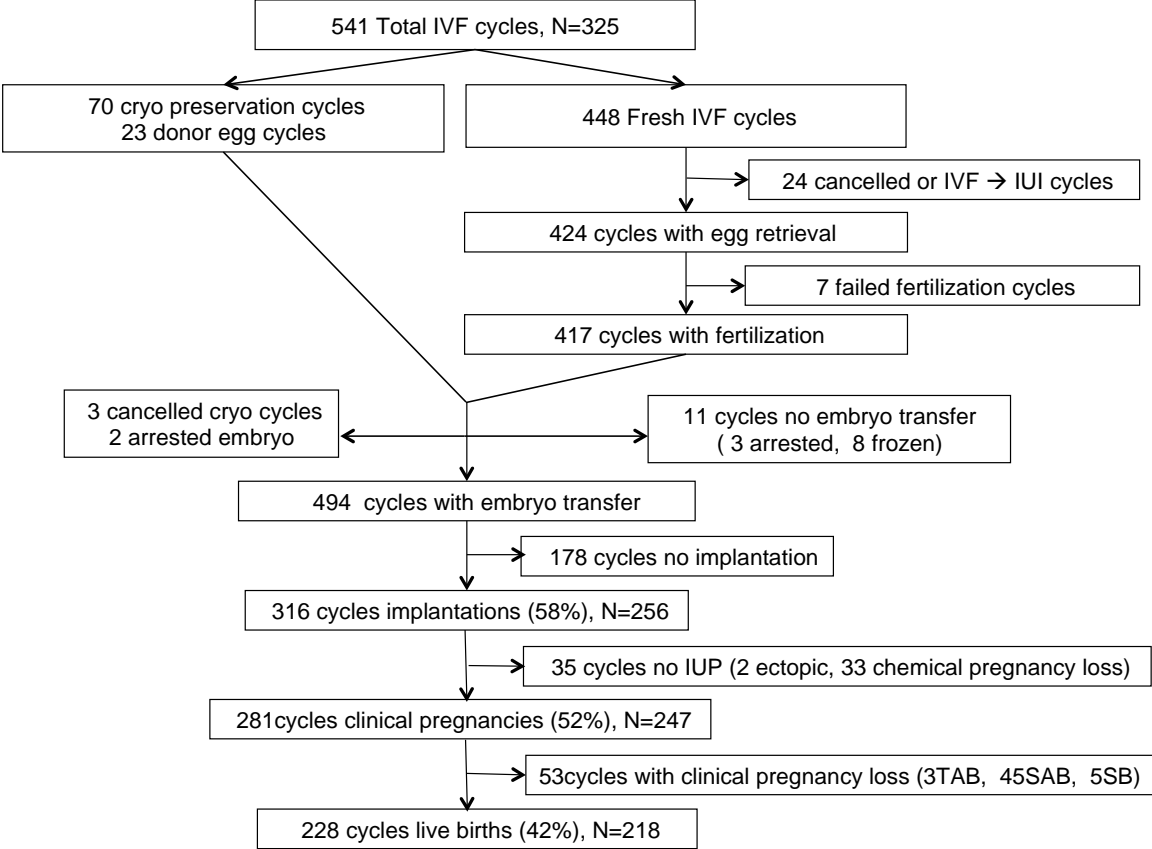 541 Total IVF cycles, N=325
70 cryo preservation cycles
23 donor egg cycles
448 Fresh IVF cycles
24 cancelled or IVF → IUI cycles
424 cycles with egg retrieval
7 failed fertilization cycles
417 cycles with fertilization
3 cancelled cryo cycles
2 arrested embryo
11 cycles no embryo transfer
( 3 arrested, 8 frozen)
494 cycles with embryo transfer
178 cycles no implantation
316 cycles implantations (58%), N=256
35 cycles no IUP (2 ectopic, 33 chemical pregnancy loss)
281cycles clinical pregnancies (52%), N=247
53cycles with clinical pregnancy loss (3TAB, 45SAB, 5SB)
228 cycles live births (42%), N=218